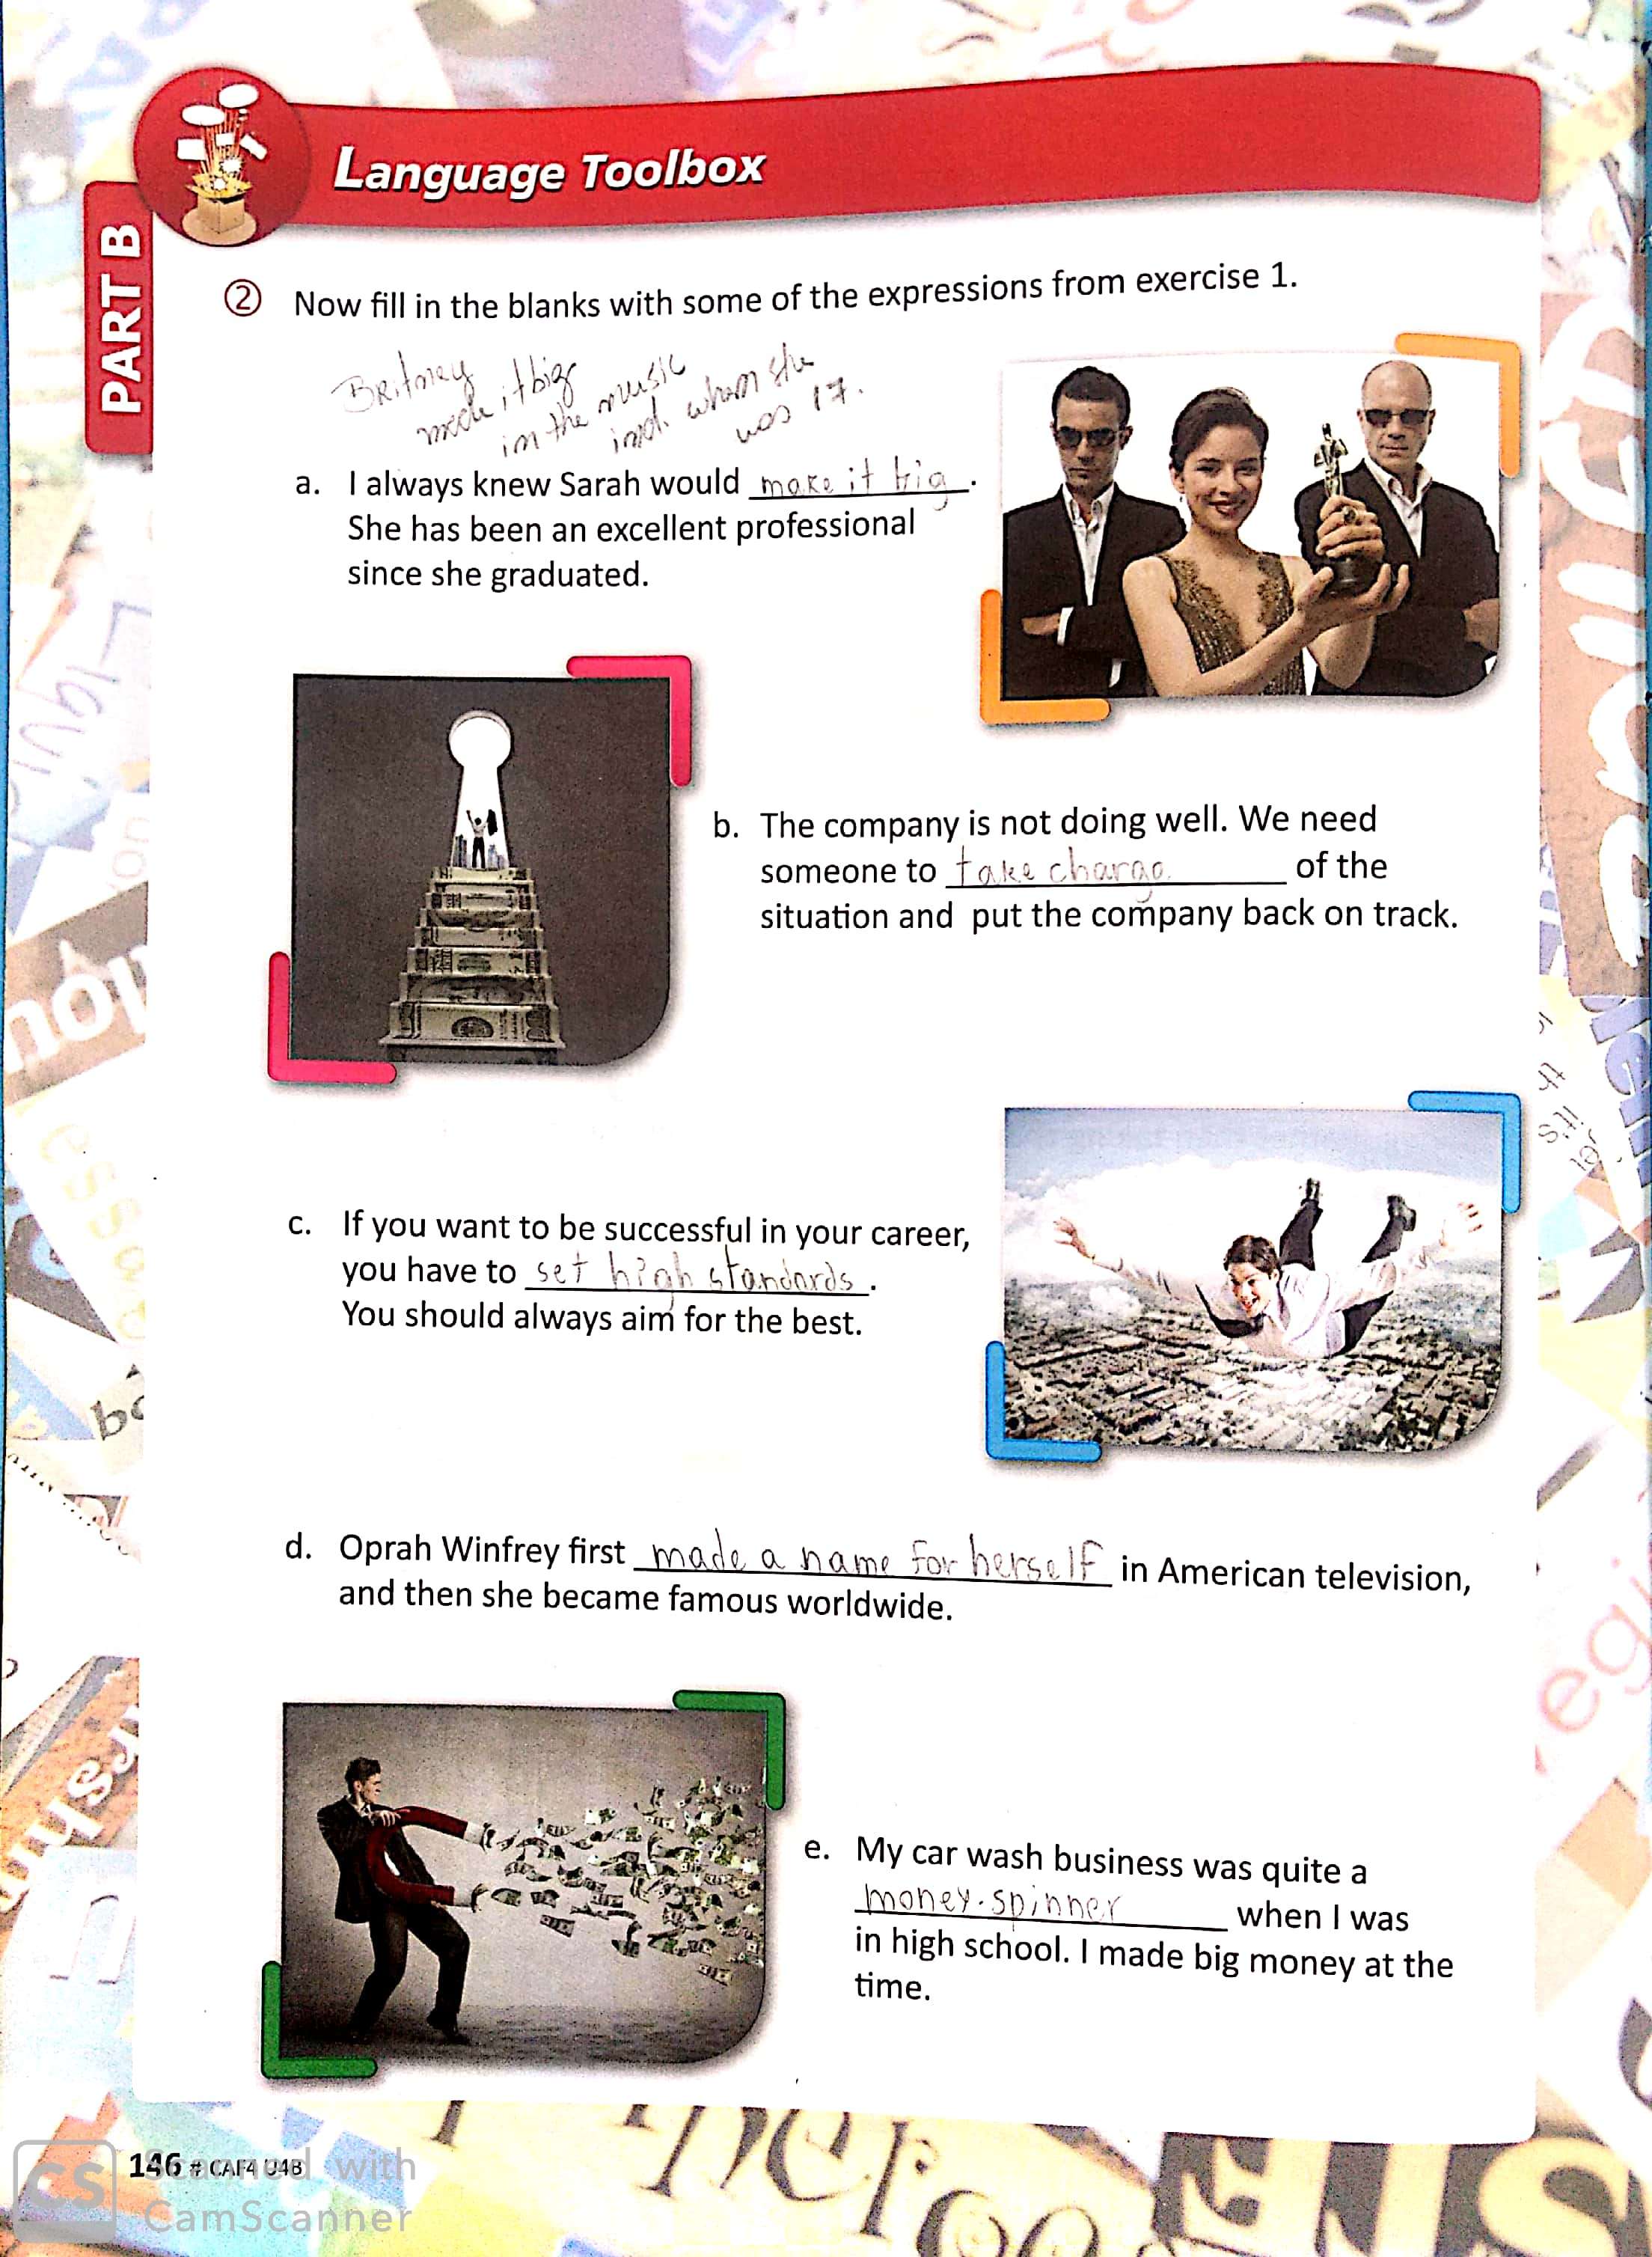 Language Toolbox
PART B
② Now fill in the blanks with some of the expressions from exercise 1.
Britney
made it big
in the music
ind. when she
was 17.
a. I always knew Sarah would make it big.
She has been an excellent professional
since she graduated.
b. The company is not doing well. We need
someone to take charge of the
situation and put the company back on track.
c. If you want to be successful in your career,
you have to set high standards.
You should always aim for the best.
d. Oprah Winfrey first made a name for herself in American television,
and then she became famous worldwide.
e. My car wash business was quite a
money-spinner when I was
in high school. I made big money at the
time.
146 # CAF4 U4B
CS Scanned with
CamScanner